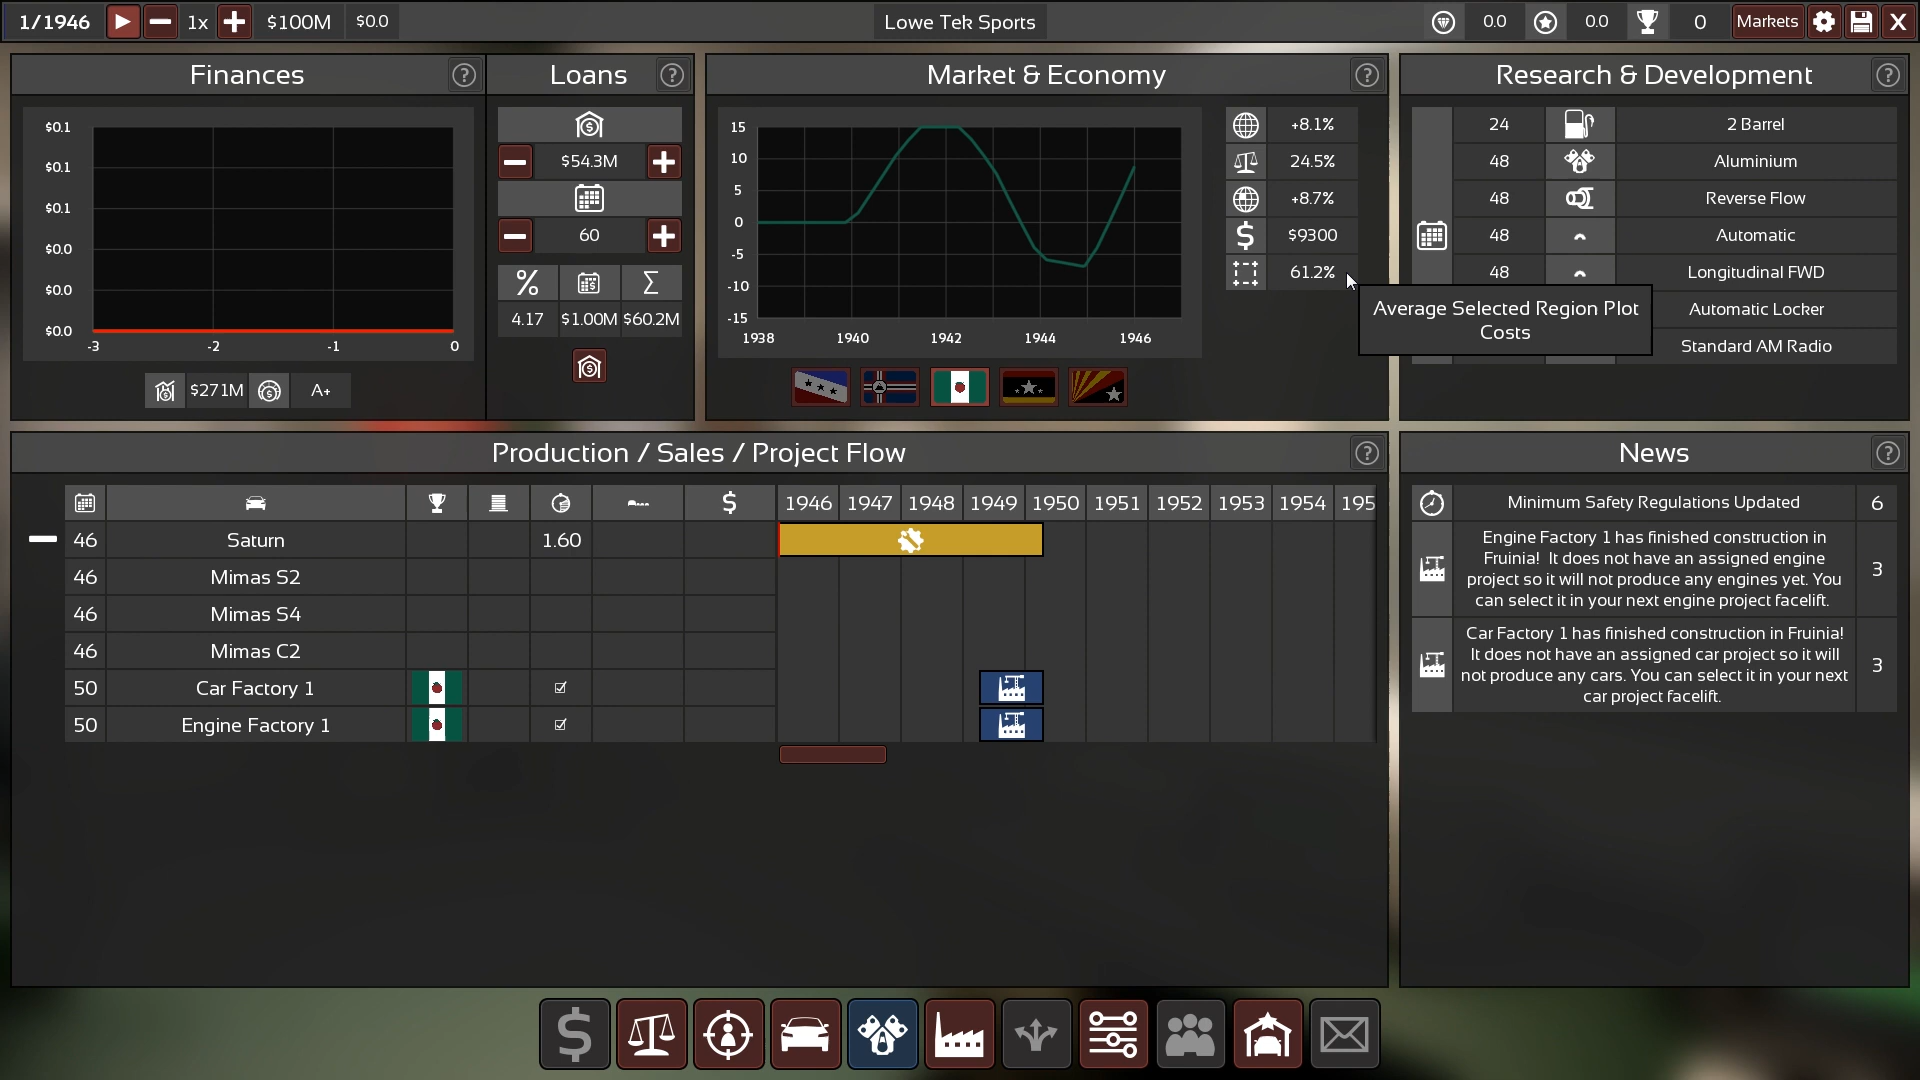 1/1946
1x
$100M
$0.0
Lowe Tek Sports
0.0
0.0
0
Markets
X
Finances
?
$0.1
$0.1
$0.1
$0.0
$0.0
$0.0
-3
-2
-1
0
$271M
A+
Loans
?
$54.3M
60
%
Σ
4.17
$1.00M
$60.2M
Market & Economy
?
15
10
5
0
-5
-10
-15
1938
1940
1942
1944
1946
+8.1%
24.5%
+8.7%
$
$9300
61.2%
Average Selected Region Plot
Costs
Research & Development
?
24
2 Barrel
48
Aluminium
48
Reverse Flow
48
Automatic
48
Longitudinal FWD
Automatic Locker
Standard AM Radio
Production / Sales / Project Flow
?
$
1946
1947
1948
1949
1950
1951
1952
1953
1954
195
46
Saturn
1.60
46
Mimas S2
46
Mimas S4
46
Mimas C2
50
Car Factory 1
50
Engine Factory 1
News
?
Minimum Safety Regulations Updated
6
Engine Factory 1 has finished construction in
Fruinia! It does not have an assigned engine
project so it will not produce any engines yet. You
can select it in your next engine project facelift.
3
Car Factory 1 has finished construction in Fruinia!
It does not have an assigned car project so it will
not produce any cars. You can select it in your next
car project facelift.
3
$